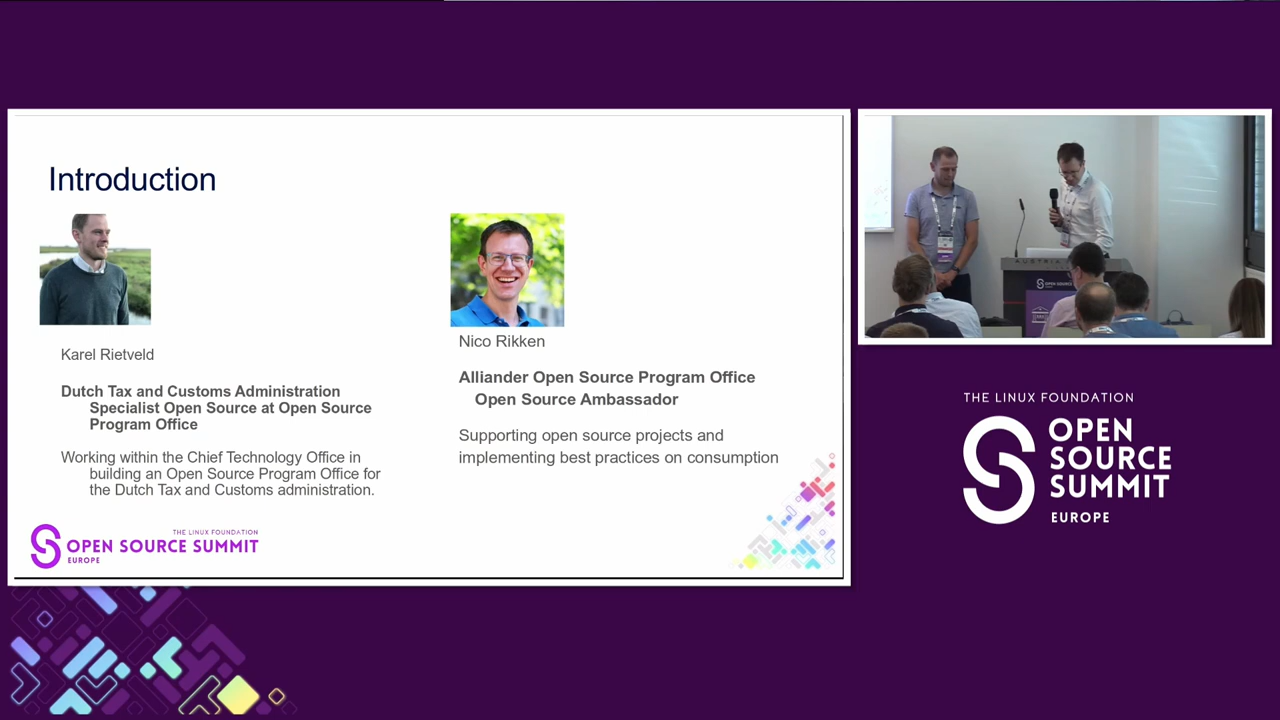 Introduction
Karel Rietveld
Dutch Tax and Customs Administration
Specialist Open Source at Open Source
Program Office
Working within the Chief Technology Office in
building an Open Source Program Office for
the Dutch Tax and Customs administration.
Nico Rikken
Alliander Open Source Program Office
Open Source Ambassador
Supporting open source projects and
implementing best practices on consumption
THE LINUX FOUNDATION
OPEN SOURCE SUMMIT
EUROPE
AUSTRIA
THE LINUX FOUNDATION
OPEN
SOURCE
SUMMIT
EUROPE